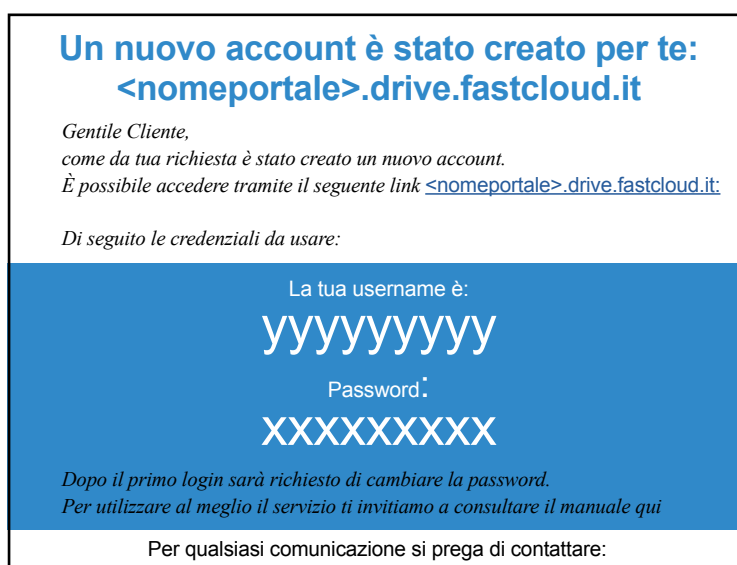 Un nuovo account è stato creato per te:
<nomeportale>.drive.fastcloud.it
Gentile Cliente,
come da tua richiesta è stato creato un nuovo account.
È possibile accedere tramite il seguente link <nomeportale>.drive.fastcloud.it:
Di seguito le credenziali da usare:
La tua username è:
yyyyyyyyy
Password:
xxxxxxxxx
Dopo il primo login sarà richiesto di cambiare la password.
Per utilizzare al meglio il servizio ti invitiamo a consultare il manuale qui
Per qualsiasi comunicazione si prega di contattare: